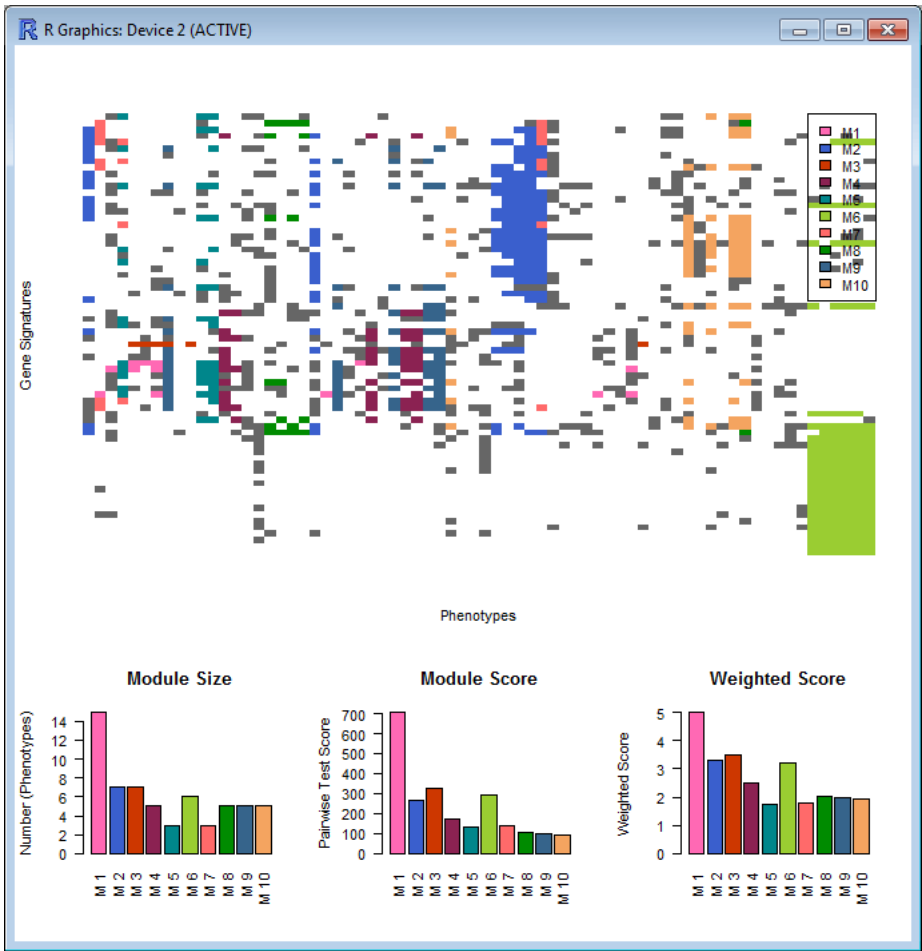 R Graphics: Device 2 (ACTIVE)
M1
M2
M3
M4
M5
M6
M7
M8
M9
M10
Gene Signatures
Phenotypes
Module Size
Number (Phenotypes)
14
12
10
8
6
4
2
0
M 1
M 2
M 3
M 4
M 5
M 6
M 7
M 8
M 9
M 10
Module Score
Pairwise Test Score
700
600
500
400
300
200
100
0
M 1
M 2
M 3
M 4
M 5
M 6
M 7
M 8
M 9
M 10
Weighted Score
Weighted Score
5
4
3
2
1
0
M 1
M 2
M 3
M 4
M 5
M 6
M 7
M 8
M 9
M 10